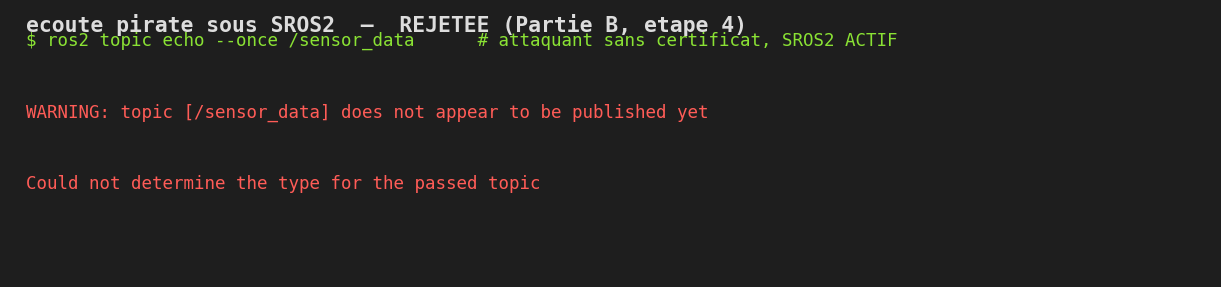 ecoute pirate sous SROS2  —  REJETEE (Partie B, etape 4)
$ ros2 topic echo --once /sensor_data      # attaquant sans certificat, SROS2 ACTIF
WARNING: topic [/sensor_data] does not appear to be published yet
Could not determine the type for the passed topic